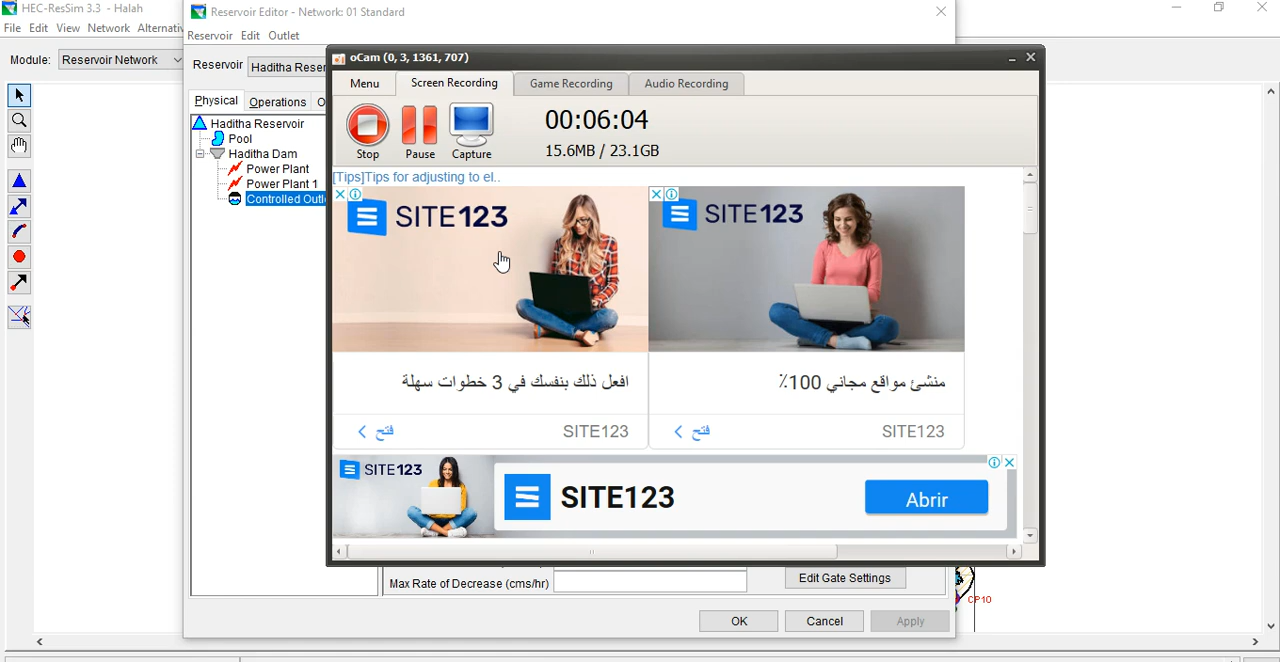 HEC-ResSim 3.3 - Halah
File Edit View Network Alternati
Module: Reservoir Network
Reservoir Editor - Network: 01 Standard
Reservoir Edit Outlet
Reservoir Haditha Reser
Physical Operations O
Haditha Reservoir
Pool
Haditha Dam
Power Plant
Power Plant 1
Controlled Outl
oCam (0, 3, 1361, 707)
Menu Screen Recording Game Recording Audio Recording
Stop Pause Capture
00:06:04
15.6MB / 23.1GB
[Tips]Tips for adjusting to el..
SITE123
SITE123
افعل ذلك بنفسك في 3 خطوات سهلة
منشئ مواقع مجاني 100٪
فتح SITE123
فتح SITE123
SITE123
SITE123
Abrir
Max Rate of Decrease (cms/hr)
Edit Gate Settings
CP10
OK Cancel Apply